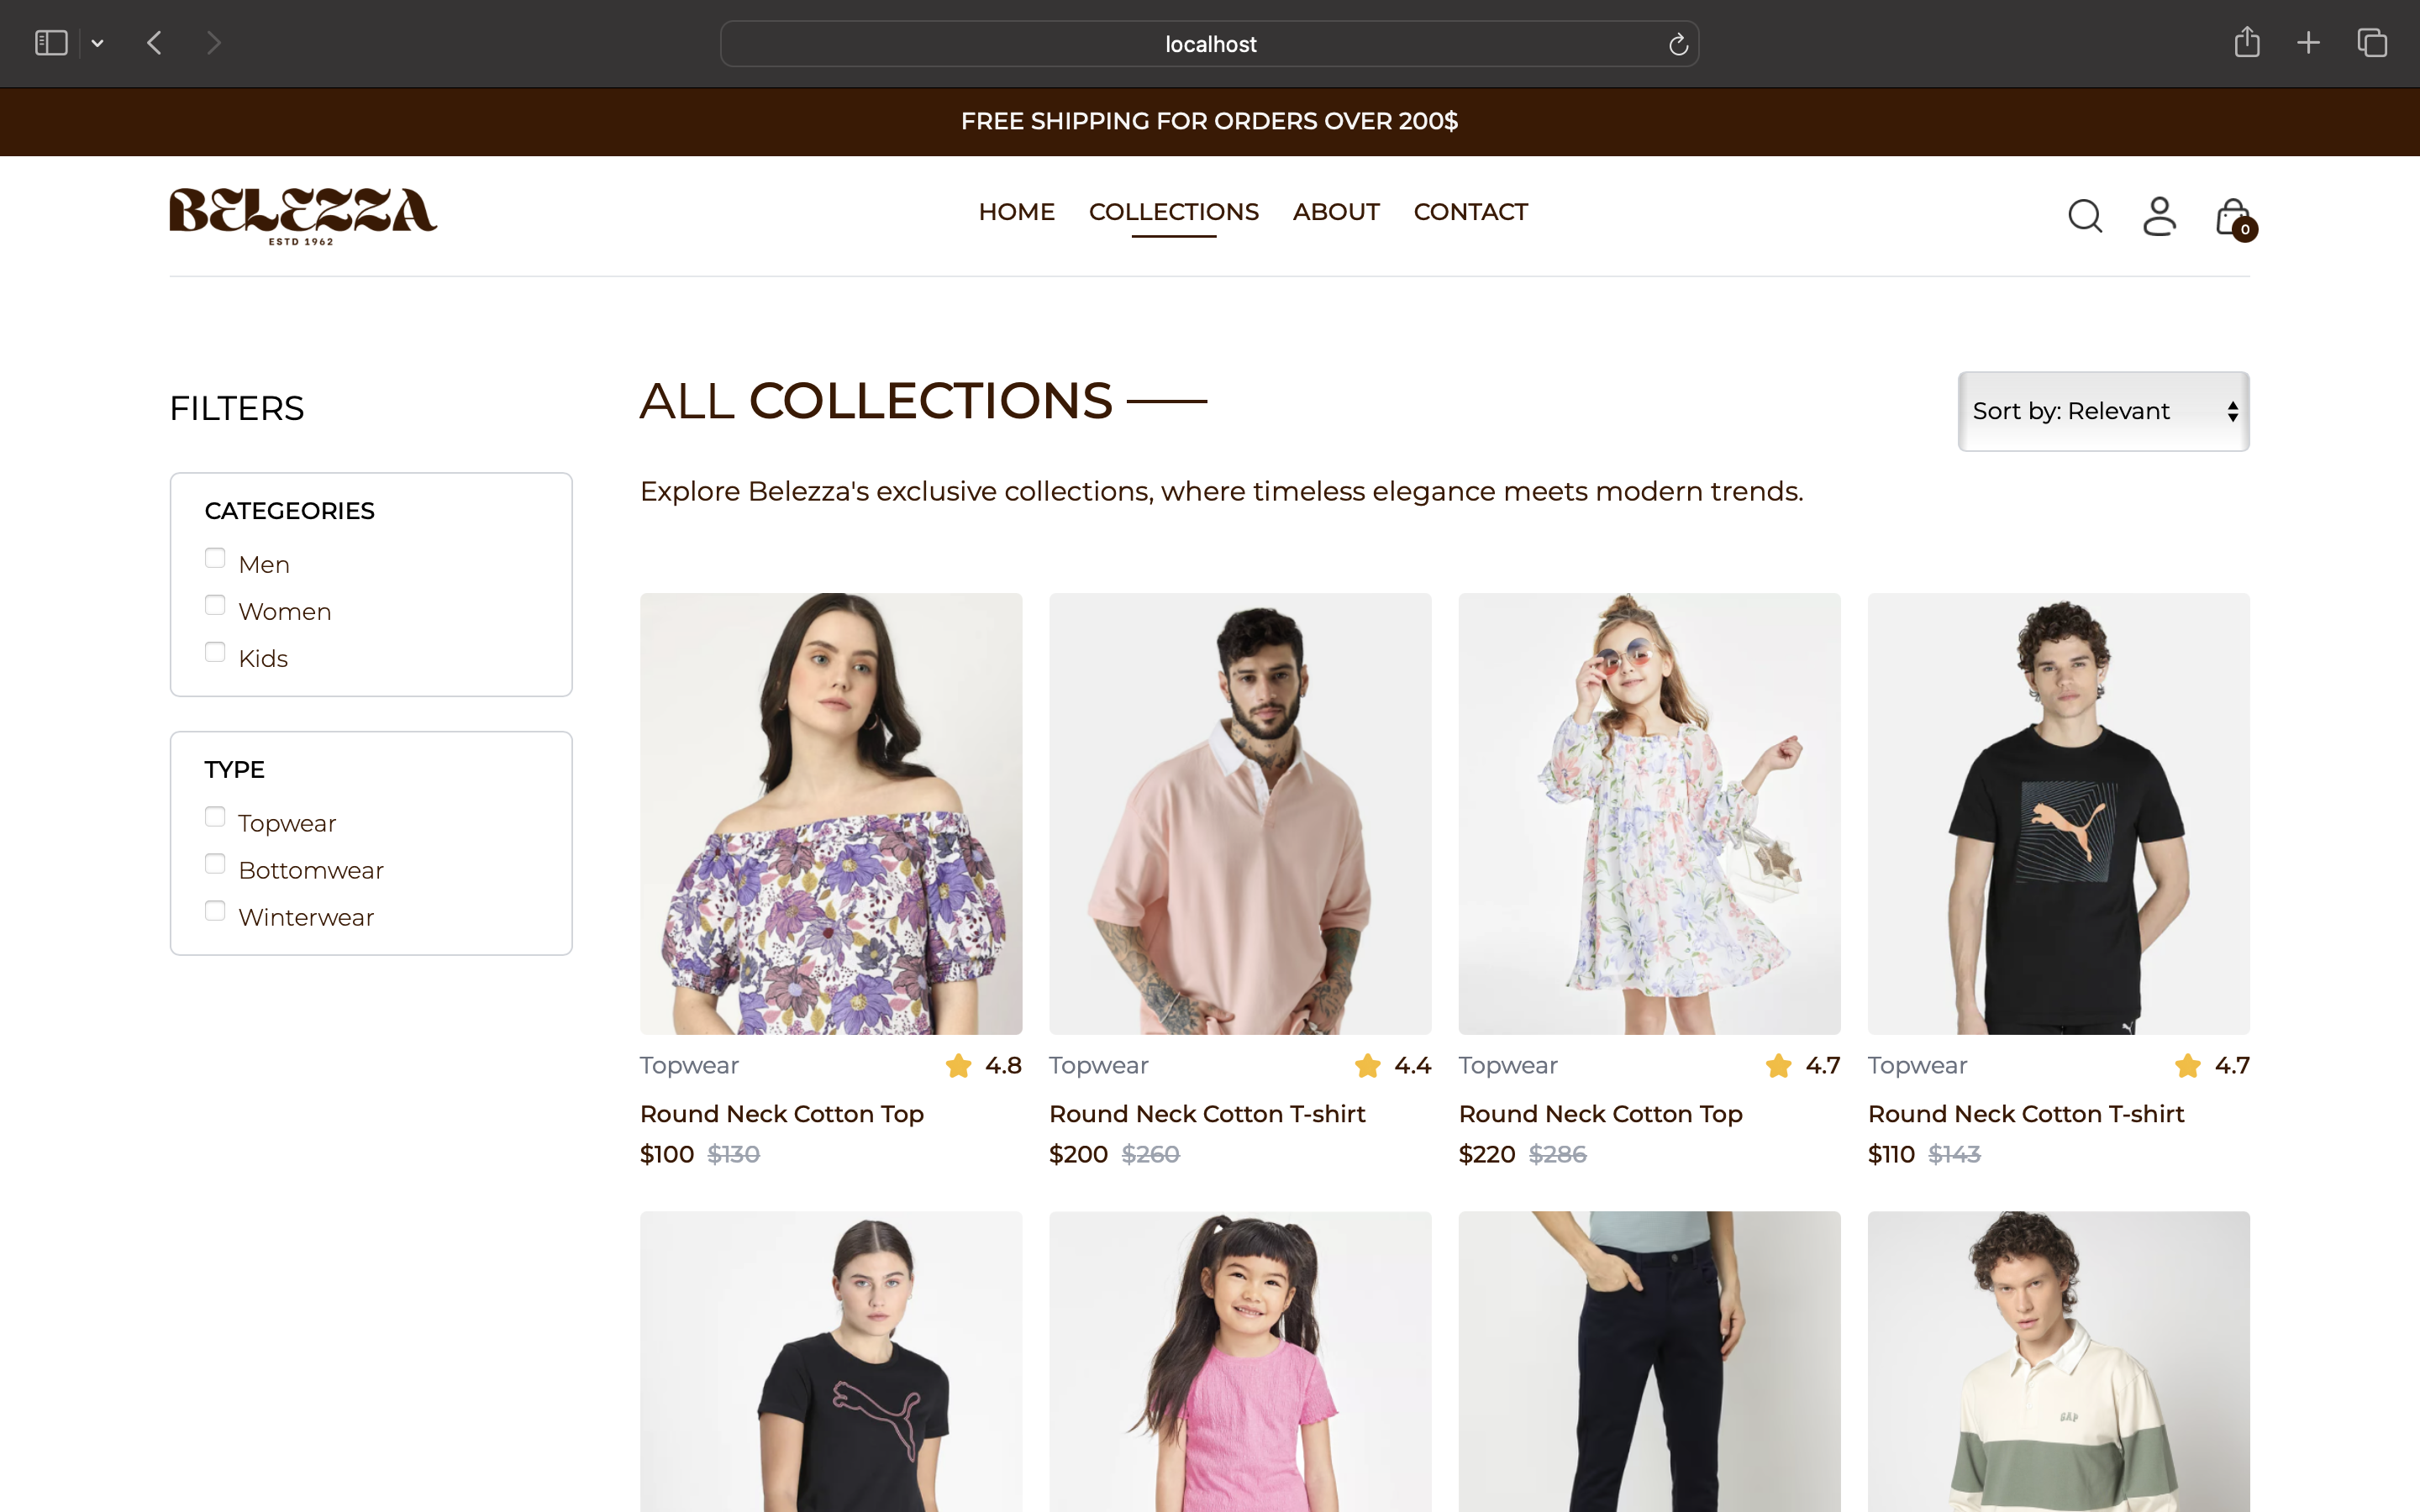 localhost
FREE SHIPPING FOR ORDERS OVER 200$
BELEZZA
ESTD 1962
HOME COLLECTIONS ABOUT CONTACT
0
FILTERS
CATEGEORIES
Men
Women
Kids
TYPE
Topwear
Bottomwear
Winterwear
ALL COLLECTIONS
Sort by: Relevant
Explore Belezza's exclusive collections, where timeless elegance meets modern trends.
Topwear 4.8
Round Neck Cotton Top
$100 $130
Topwear 4.4
Round Neck Cotton T-shirt
$200 $260
Topwear 4.7
Round Neck Cotton Top
$220 $286
Topwear 4.7
Round Neck Cotton T-shirt
$110 $143
GAP